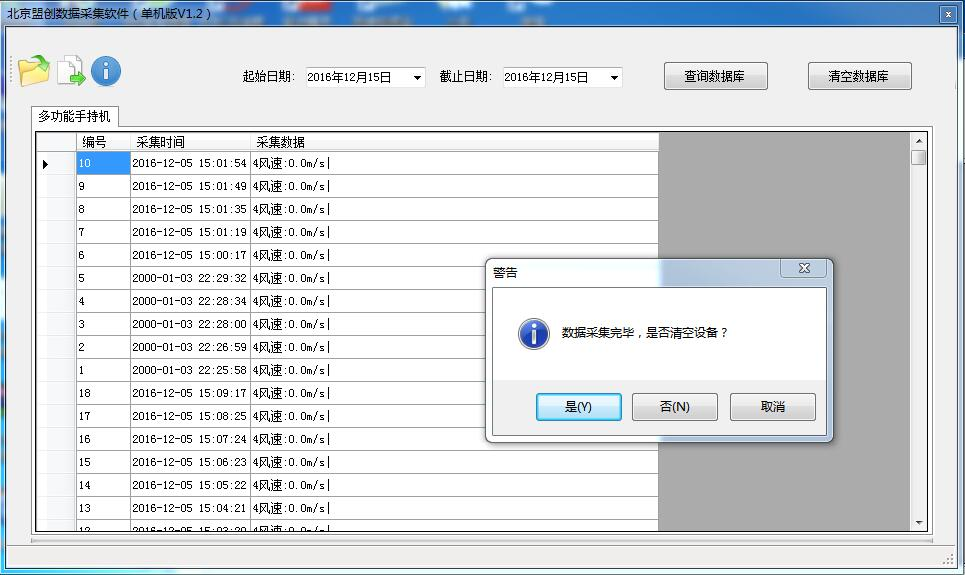 北京盟创数据采集软件（单机版V1.2）
起始日期: 2016年12月15日 截止日期: 2016年12月15日 查询数据库 清空数据库
多功能手持机
编号 采集时间 采集数据
10 2016-12-05 15:01:54 4风速:0.0m/s|
9 2016-12-05 15:01:49 4风速:0.0m/s|
8 2016-12-05 15:01:35 4风速:0.0m/s|
7 2016-12-05 15:01:19 4风速:0.0m/s|
6 2016-12-05 15:00:17 4风速:0.0m/s|
5 2000-01-03 22:29:32 4风速:0.0m/s|
4 2000-01-03 22:28:34 4风速:0.0m/s|
3 2000-01-03 22:28:00 4风速:0.0m/s|
2 2000-01-03 22:26:59 4风速:0.0m/s|
1 2000-01-03 22:25:58 4风速:0.0m/s|
18 2016-12-05 15:09:17 4风速:0.0m/s|
17 2016-12-05 15:08:25 4风速:0.0m/s|
16 2016-12-05 15:07:24 4风速:0.0m/s|
15 2016-12-05 15:06:23 4风速:0.0m/s|
14 2016-12-05 15:05:22 4风速:0.0m/s|
13 2016-12-05 15:04:21 4风速:0.0m/s|
12 2016-12-05 15:03:20 4风速:0.0m/s|
警告
数据采集完毕，是否清空设备？
是(Y) 否(N) 取消